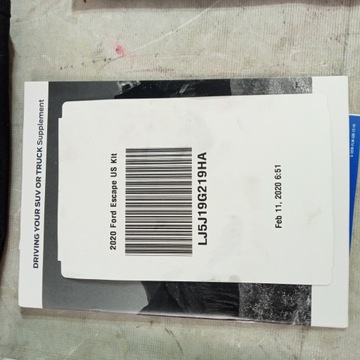 DRIVING YOUR SUV OR TRUCK Supplement
2020 Ford Escape US Kit
LJ5J19G219HA
Feb 11, 2020 6:51